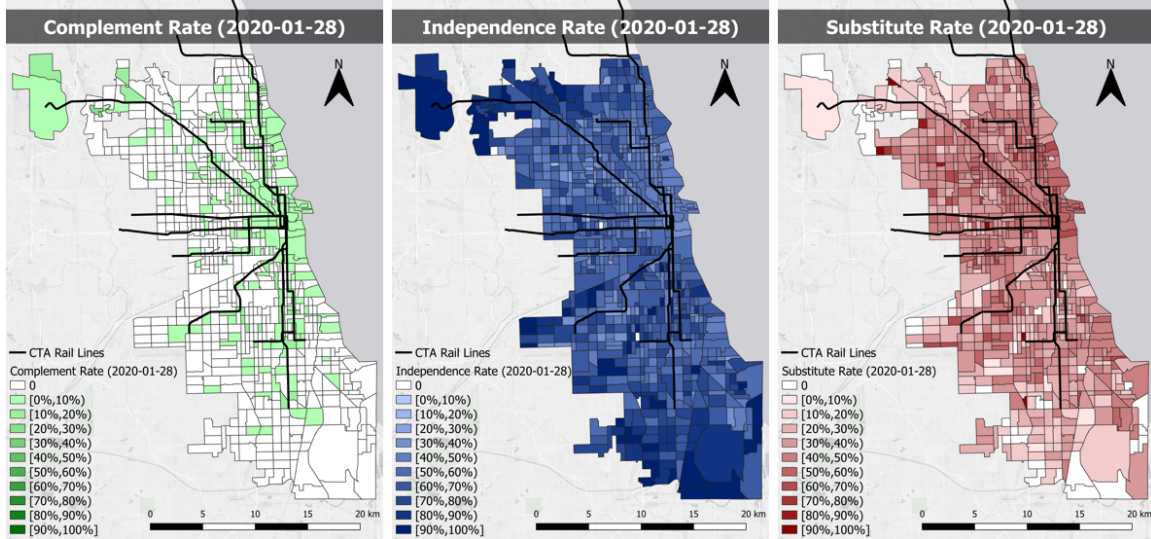 Complement Rate (2020-01-28)
N
CTA Rail Lines
Complement Rate (2020-01-28)
0
[0%,10%)
[10%,20%)
[20%,30%)
[30%,40%)
[40%,50%)
[50%,60%)
[60%,70%)
[70%,80%)
[80%,90%)
[90%,100%]
0 5 10 15 20 km
Independence Rate (2020-01-28)
N
CTA Rail Lines
Independence Rate (2020-01-28)
0
[0%,10%)
[10%,20%)
[20%,30%)
[30%,40%)
[40%,50%)
[50%,60%)
[60%,70%)
[70%,80%)
[80%,90%)
[90%,100%]
0 5 10 15 20 km
Substitute Rate (2020-01-28)
N
CTA Rail Lines
Substitute Rate (2020-01-28)
0
[0%,10%)
[10%,20%)
[20%,30%)
[30%,40%)
[40%,50%)
[50%,60%)
[60%,70%)
[70%,80%)
[80%,90%)
[90%,100%]
0 5 10 15 20 km